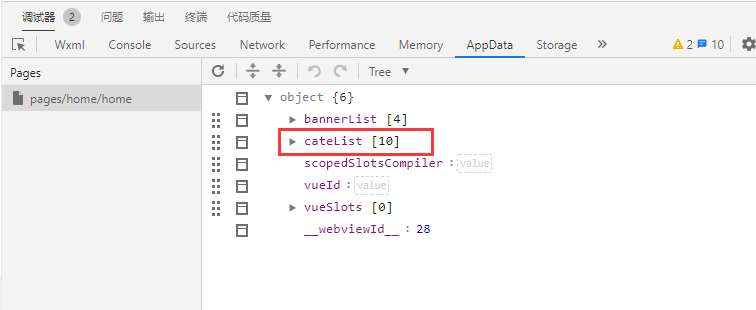 调试器 2 问题 输出 终端 代码质量
Wxml Console Sources Network Performance Memory AppData Storage » 2 10
Pages Tree
pages/home/home
object {6}
bannerList [4]
cateList [10]
scopedSlotsCompiler : value
vueId : value
vueSlots [0]
__webviewId__ : 28